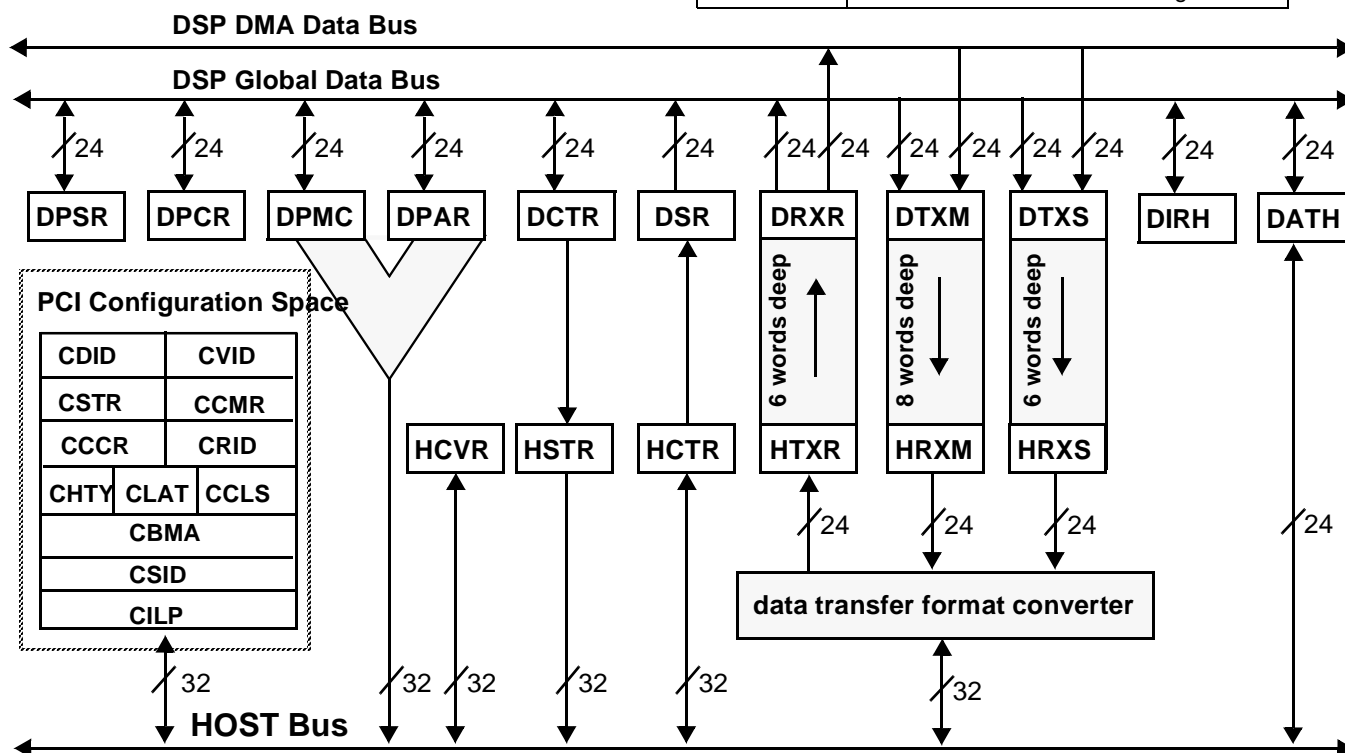 DSP DMA Data Bus
DSP Global Data Bus
24 24 24 24 24 24 24 24 24 24 24 24 24 24
DPSR DPCR DPMC DPAR DCTR DSR DRXR DTXM DTXS DIRH DATH
6 words deep
8 words deep
6 words deep
PCI Configuration Space
CDID CVID
CSTR CCMR
CCCR CRID
CHTY CLAT CCLS
CBMA
CSID
CILP
HCVR HSTR HCTR HTXR HRXM HRXS
24 24 24 24
data transfer format converter
32 32 32 32 32 32
HOST Bus